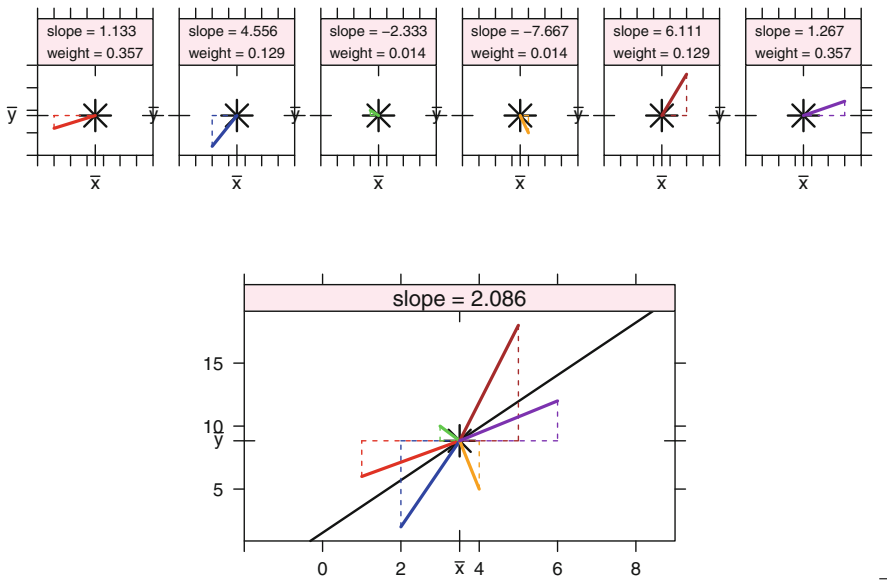 slope = 1.133
weight = 0.357
slope = 4.556
weight = 0.129
slope = −2.333
weight = 0.014
slope = −7.667
weight = 0.014
slope = 6.111
weight = 0.129
slope = 1.267
weight = 0.357
y̅ y̅ y̅ y̅ y̅ y̅
x̅ x̅ x̅ x̅ x̅ x̅
slope = 2.086
15
10
y̅
5
0 2 x̅ 4 6 8